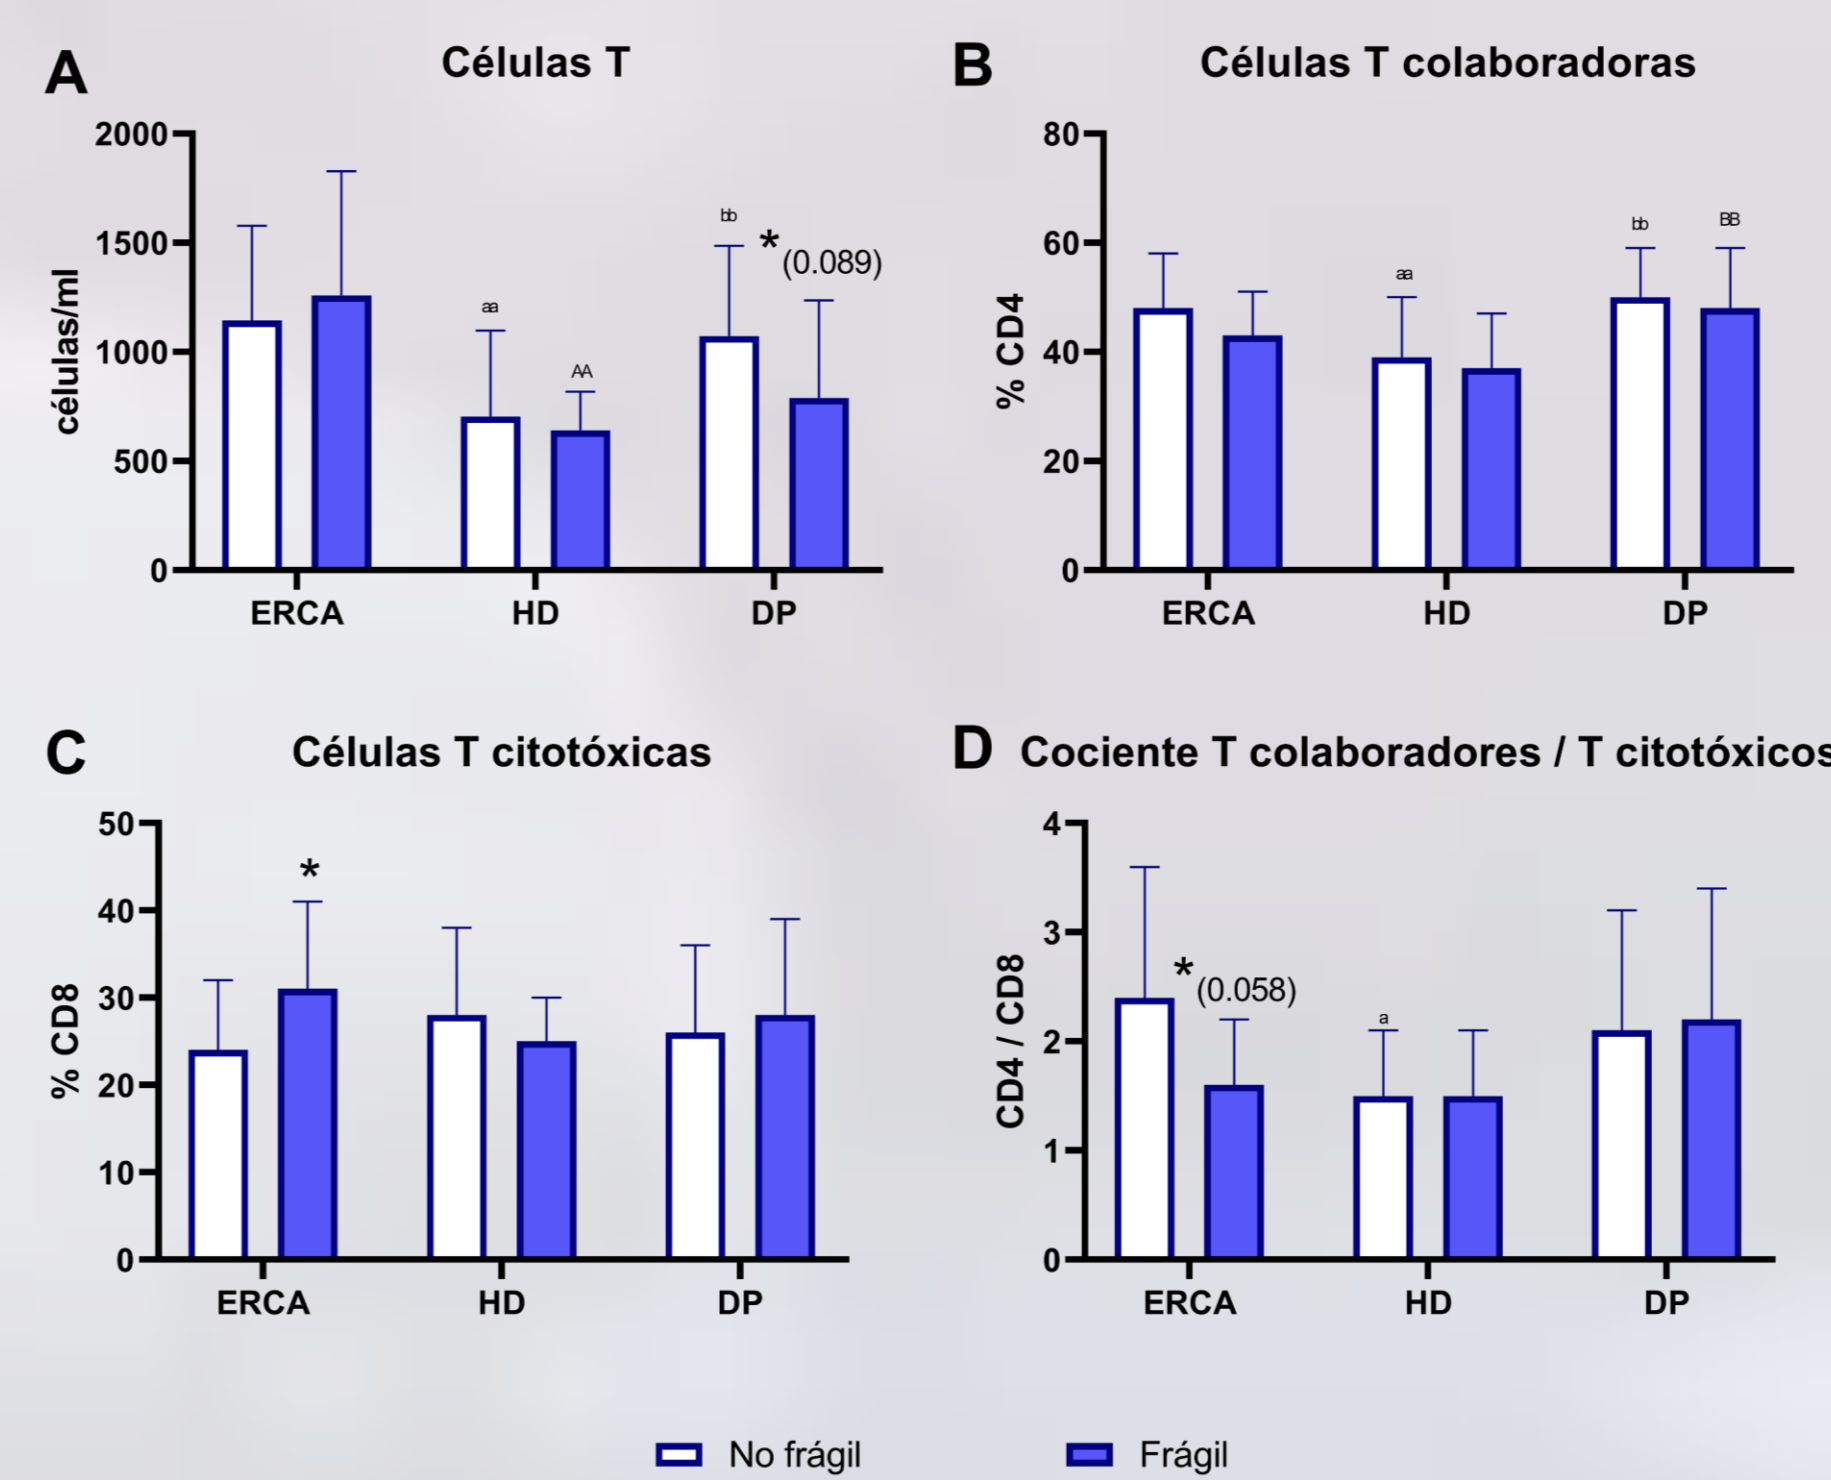 A
Células T
2000
1500
1000
500
0
células/ml
aa
AA
bb
*
(0.089)
ERCA
HD
DP
B
Células T colaboradoras
80
60
40
20
0
% CD4
aa
bb
BB
ERCA
HD
DP
C
Células T citotóxicas
50
40
30
20
10
0
% CD8
*
ERCA
HD
DP
D
Cociente T colaboradores / T citotóxicos
4
3
2
1
0
CD4 / CD8
*
(0.058)
a
ERCA
HD
DP
No frágil
Frágil